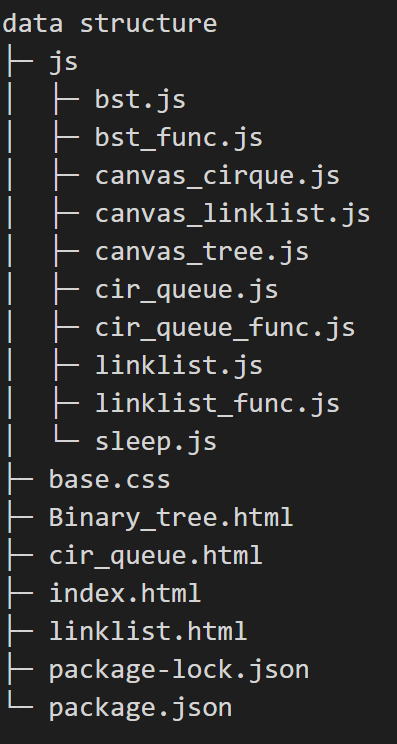 data structure
├─ js
│  ├─ bst.js
│  ├─ bst_func.js
│  ├─ canvas_cirque.js
│  ├─ canvas_linklist.js
│  ├─ canvas_tree.js
│  ├─ cir_queue.js
│  ├─ cir_queue_func.js
│  ├─ linklist.js
│  ├─ linklist_func.js
│  └─ sleep.js
├─ base.css
├─ Binary_tree.html
├─ cir_queue.html
├─ index.html
├─ linklist.html
├─ package-lock.json
└─ package.json